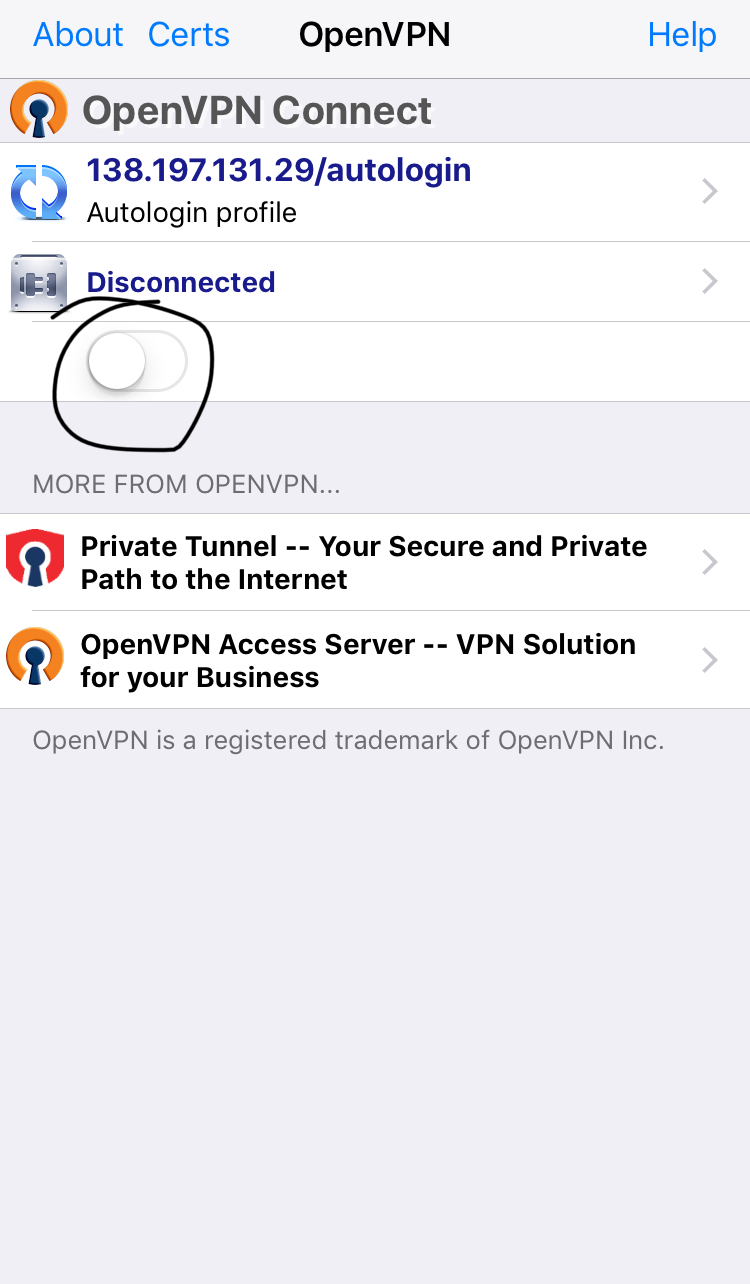 About Certs OpenVPN Help
OpenVPN Connect
138.197.131.29/autologin
Autologin profile
Disconnected
MORE FROM OPENVPN...
Private Tunnel -- Your Secure and Private
Path to the Internet
OpenVPN Access Server -- VPN Solution
for your Business
OpenVPN is a registered trademark of OpenVPN Inc.